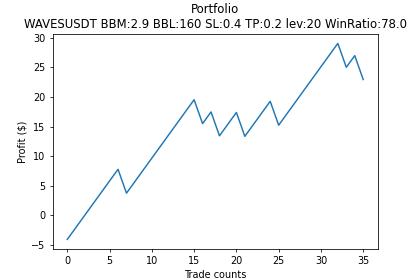 Portfolio
WAVESUSDT BBM:2.9 BBL:160 SL:0.4 TP:0.2 lev:20 WinRatio:78.0
30
25
20
15
10
5
0
−5
Profit ($)
0 5 10 15 20 25 30 35
Trade counts